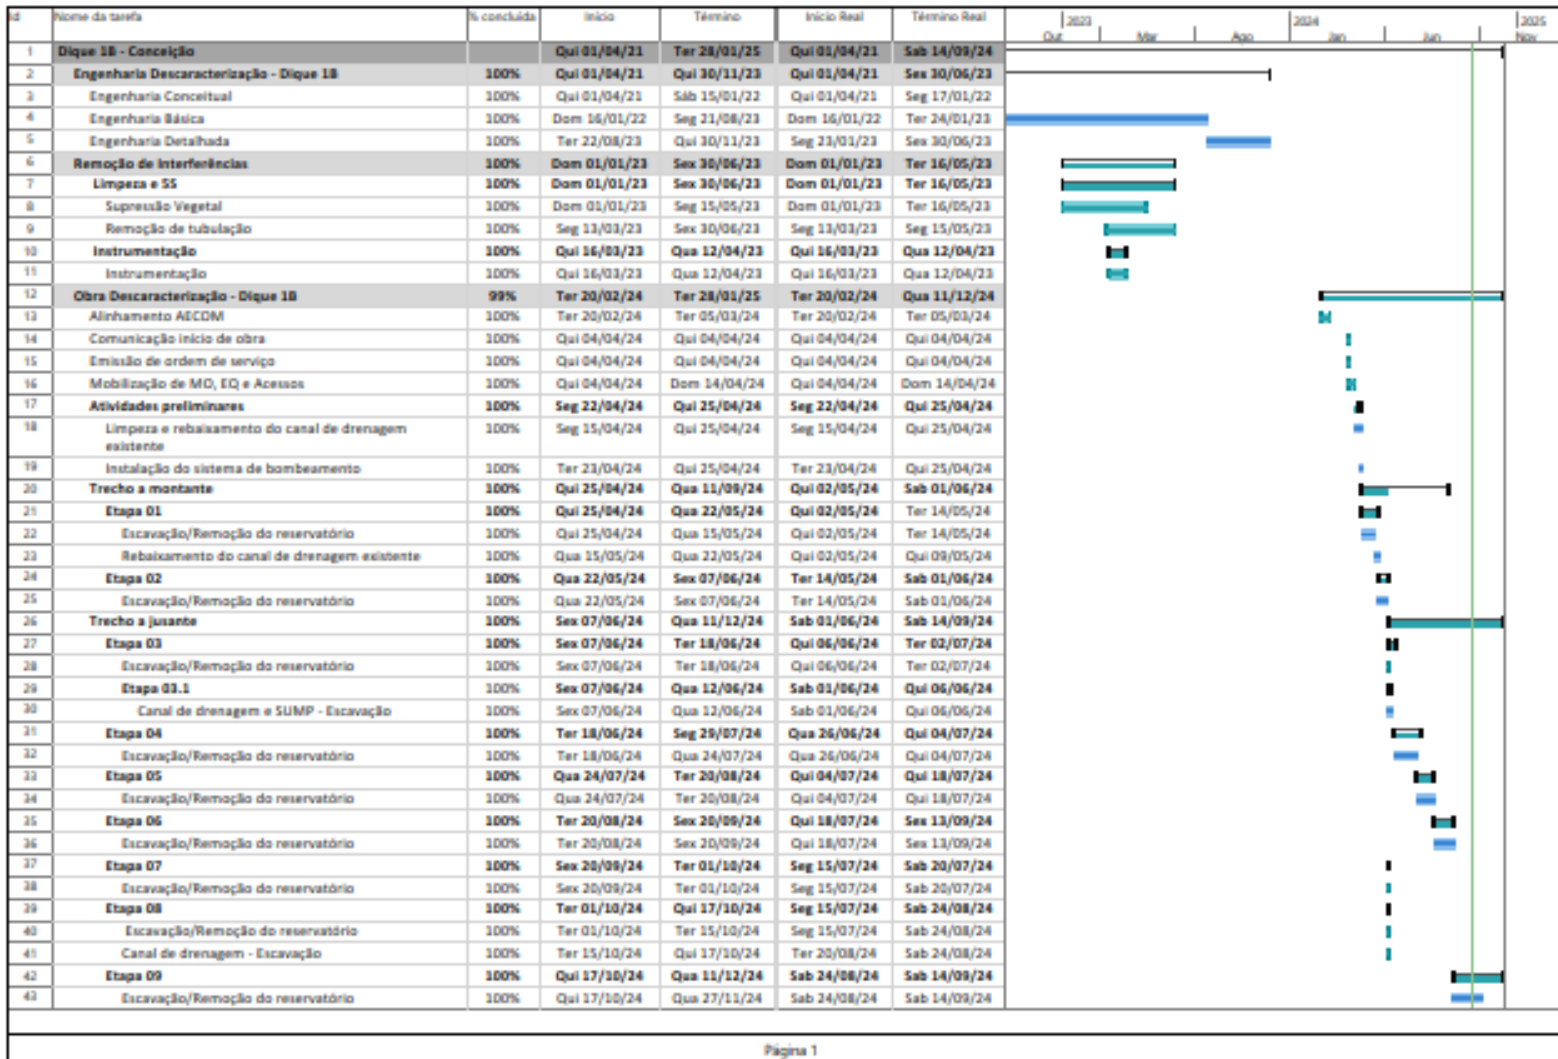 Id Nome da tarefa % concluída Início Término Início Real Término Real 2023 2024 2025
Out Mar Ago Jan Jun Nov
1 Dique 1B - Conceição Qui 01/04/21 Ter 28/01/25 Qui 01/04/21 Sab 14/09/24
2 Engenharia Descaracterização - Dique 1B 100% Qui 01/04/21 Qui 30/11/23 Qui 01/04/21 Sex 30/06/23
3 Engenharia Conceitual 100% Qui 01/04/21 Sáb 15/01/22 Qui 01/04/21 Seg 17/01/22
4 Engenharia Básica 100% Dom 16/01/22 Seg 21/08/23 Dom 16/01/22 Ter 24/01/23
5 Engenharia Detalhada 100% Ter 22/08/23 Qui 30/11/23 Seg 23/01/23 Sex 30/06/23
6 Remoção de Interferências 100% Dom 01/01/23 Sex 30/06/23 Dom 01/01/23 Ter 16/05/23
7 Limpeza e SS 100% Dom 01/01/23 Sex 30/06/23 Dom 01/01/23 Ter 16/05/23
8 Supressão Vegetal 100% Dom 01/01/23 Seg 15/05/23 Dom 01/01/23 Ter 16/05/23
9 Remoção de tubulação 100% Seg 13/03/23 Sex 30/06/23 Seg 13/03/23 Seg 15/05/23
10 Instrumentação 100% Qui 16/03/23 Qua 12/04/23 Qui 16/03/23 Qua 12/04/23
11 Instrumentação 100% Qui 16/03/23 Qua 12/04/23 Qui 16/03/23 Qua 12/04/23
12 Obra Descaracterização - Dique 1B 99% Ter 20/02/24 Ter 28/01/25 Ter 20/02/24 Qua 11/12/24
13 Alinhamento AECOM 100% Ter 20/02/24 Ter 05/03/24 Ter 20/02/24 Ter 05/03/24
14 Comunicação início de obra 100% Qui 04/04/24 Qui 04/04/24 Qui 04/04/24 Qui 04/04/24
15 Emissão de ordem de serviço 100% Qui 04/04/24 Qui 04/04/24 Qui 04/04/24 Qui 04/04/24
16 Mobilização de MO, EQ e Acessos 100% Qui 04/04/24 Dom 14/04/24 Qui 04/04/24 Dom 14/04/24
17 Atividades preliminares 100% Seg 22/04/24 Qui 25/04/24 Seg 22/04/24 Qui 25/04/24
18 Limpeza e rebaixamento do canal de drenagem 100% Seg 15/04/24 Qui 25/04/24 Seg 15/04/24 Qui 25/04/24
existente
19 Instalação do sistema de bombeamento 100% Ter 23/04/24 Qui 25/04/24 Ter 23/04/24 Qui 25/04/24
20 Trecho a montante 100% Qui 25/04/24 Qua 11/09/24 Qui 02/05/24 Sab 01/06/24
21 Etapa 01 100% Qui 25/04/24 Qua 22/05/24 Qui 02/05/24 Ter 14/05/24
22 Escavação/Remoção do reservatório 100% Qui 25/04/24 Qua 15/05/24 Qui 02/05/24 Ter 14/05/24
23 Rebaixamento do canal de drenagem existente 100% Qua 15/05/24 Qua 22/05/24 Qui 02/05/24 Qui 09/05/24
24 Etapa 02 100% Qua 22/05/24 Sex 07/06/24 Ter 14/05/24 Sab 01/06/24
25 Escavação/Remoção do reservatório 100% Qua 22/05/24 Sex 07/06/24 Ter 14/05/24 Sab 01/06/24
26 Trecho a jusante 100% Sex 07/06/24 Qua 11/12/24 Sab 01/06/24 Sab 14/09/24
27 Etapa 03 100% Sex 07/06/24 Ter 18/06/24 Qui 06/06/24 Ter 02/07/24
28 Escavação/Remoção do reservatório 100% Sex 07/06/24 Ter 18/06/24 Qui 06/06/24 Ter 02/07/24
29 Etapa 03.1 100% Sex 07/06/24 Qua 12/06/24 Sab 01/06/24 Qui 06/06/24
30 Canal de drenagem e SUMP - Escavação 100% Sex 07/06/24 Qua 12/06/24 Sab 01/06/24 Qui 06/06/24
31 Etapa 04 100% Ter 18/06/24 Seg 29/07/24 Qua 26/06/24 Qui 04/07/24
32 Escavação/Remoção do reservatório 100% Ter 18/06/24 Qua 24/07/24 Qua 26/06/24 Qui 04/07/24
33 Etapa 05 100% Qua 24/07/24 Ter 20/08/24 Qui 04/07/24 Qui 18/07/24
34 Escavação/Remoção do reservatório 100% Qua 24/07/24 Ter 20/08/24 Qui 04/07/24 Qui 18/07/24
35 Etapa 06 100% Ter 20/08/24 Sex 20/09/24 Qui 18/07/24 Sex 13/09/24
36 Escavação/Remoção do reservatório 100% Ter 20/08/24 Sex 20/09/24 Qui 18/07/24 Sex 13/09/24
37 Etapa 07 100% Sex 20/09/24 Ter 01/10/24 Seg 15/07/24 Sab 20/07/24
38 Escavação/Remoção do reservatório 100% Sex 20/09/24 Ter 01/10/24 Seg 15/07/24 Sab 20/07/24
39 Etapa 08 100% Ter 01/10/24 Qui 17/10/24 Seg 15/07/24 Sab 24/08/24
40 Escavação/Remoção do reservatório 100% Ter 01/10/24 Ter 15/10/24 Seg 15/07/24 Sab 24/08/24
41 Canal de drenagem - Escavação 100% Ter 15/10/24 Qui 17/10/24 Ter 20/08/24 Sab 24/08/24
42 Etapa 09 100% Qui 17/10/24 Qua 11/12/24 Sab 24/08/24 Sab 14/09/24
43 Escavação/Remoção do reservatório 100% Qui 17/10/24 Qua 27/11/24 Sab 24/08/24 Sab 14/09/24
Página 1